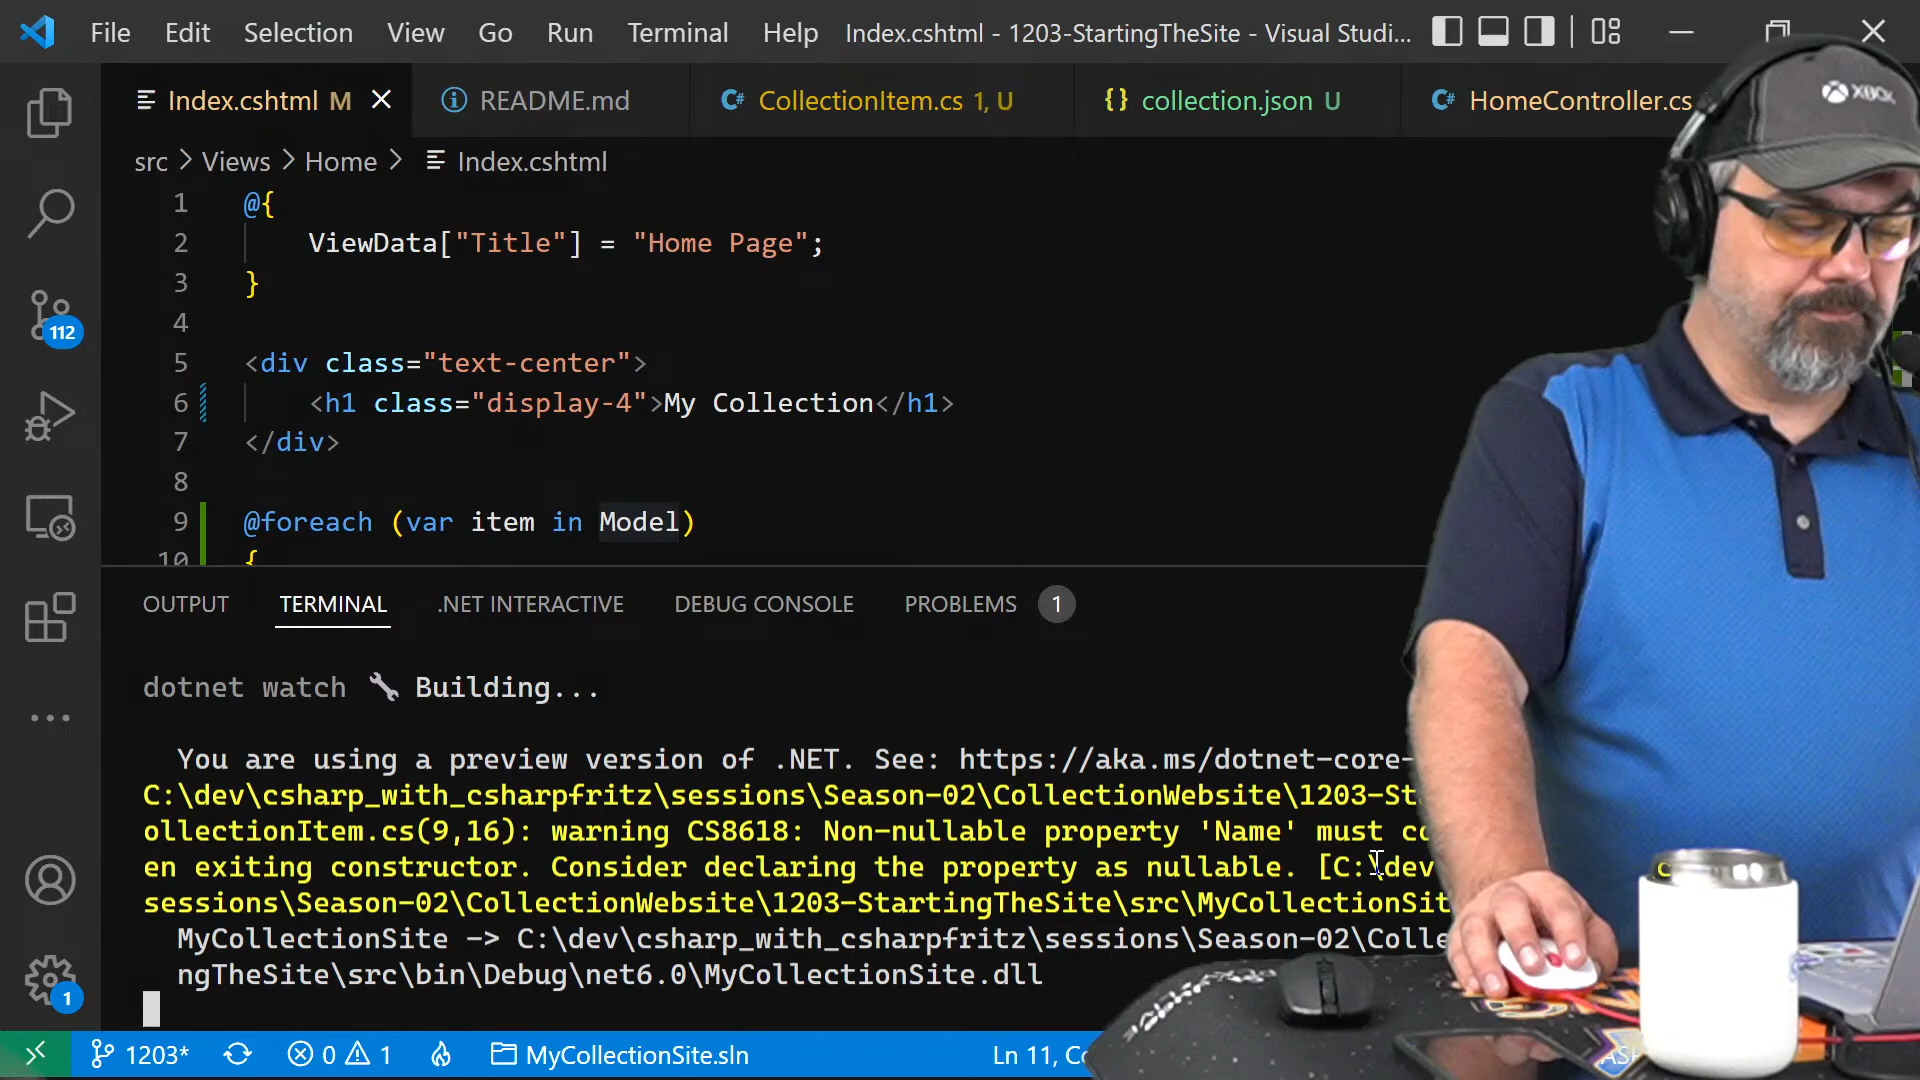 File Edit Selection View Go Run Terminal Help Index.cshtml - 1203-StartingTheSite - Visual Studi...
Index.cshtml M README.md C# CollectionItem.cs 1, U {} collection.json U C# HomeController.cs
XBOX
src > Views > Home > Index.cshtml
1 @{
2 ViewData["Title"] = "Home Page";
3 }
4
112
5 <div class="text-center">
6 <h1 class="display-4">My Collection</h1>
7 </div>
8
9 @foreach (var item in Model)
10 {
OUTPUT TERMINAL .NET INTERACTIVE DEBUG CONSOLE PROBLEMS 1
dotnet watch 🔧 Building...
You are using a preview version of .NET. See: https://aka.ms/dotnet-core-
C:\dev\csharp_with_csharpfritz\sessions\Season-02\CollectionWebsite\1203-St
ollectionItem.cs(9,16): warning CS8618: Non-nullable property 'Name' must co
en exiting constructor. Consider declaring the property as nullable. [C:\dev
sessions\Season-02\CollectionWebsite\1203-StartingTheSite\src\MyCollectionSit
MyCollectionSite -> C:\dev\csharp_with_csharpfritz\sessions\Season-02\Colle
ngTheSite\src\bin\Debug\net6.0\MyCollectionSite.dll
1
1203* 0 1 MyCollectionSite.sln Ln 11, Co